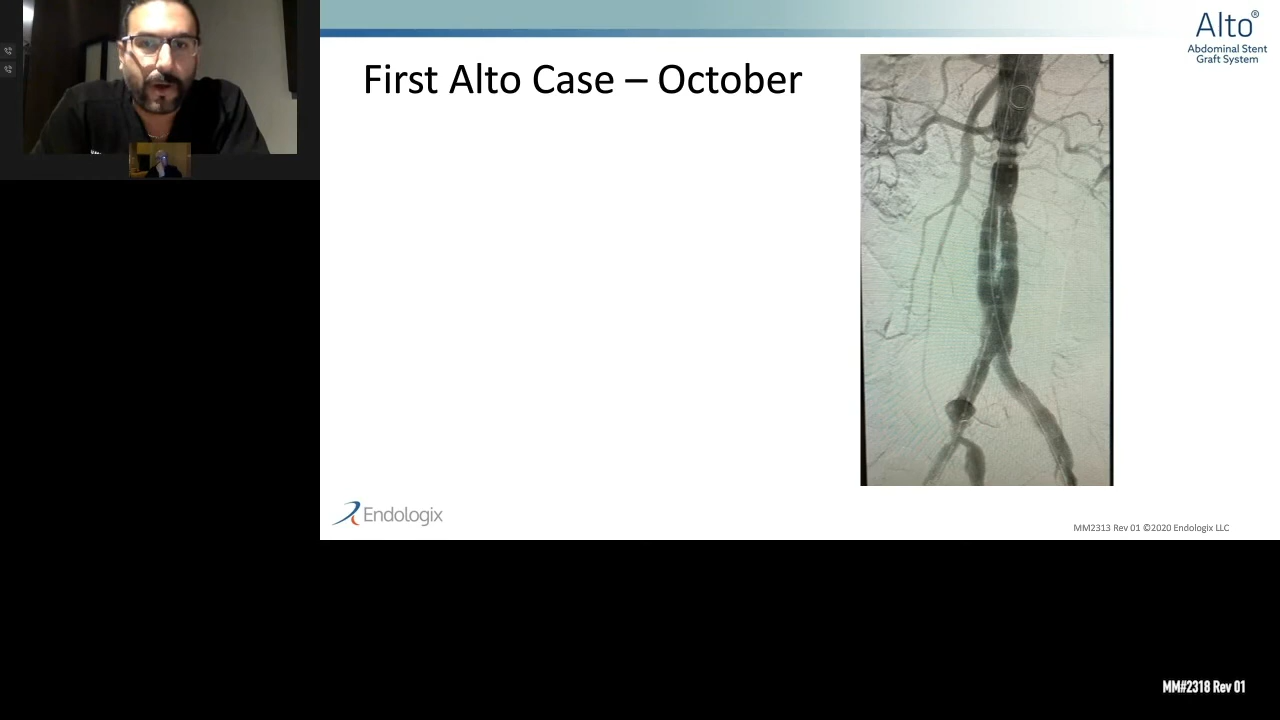 Alto®
Abdominal Stent
Graft System
First Alto Case – October
Endologix
MM2313 Rev 01 ©2020 Endologix LLC
MM#2318 Rev 01